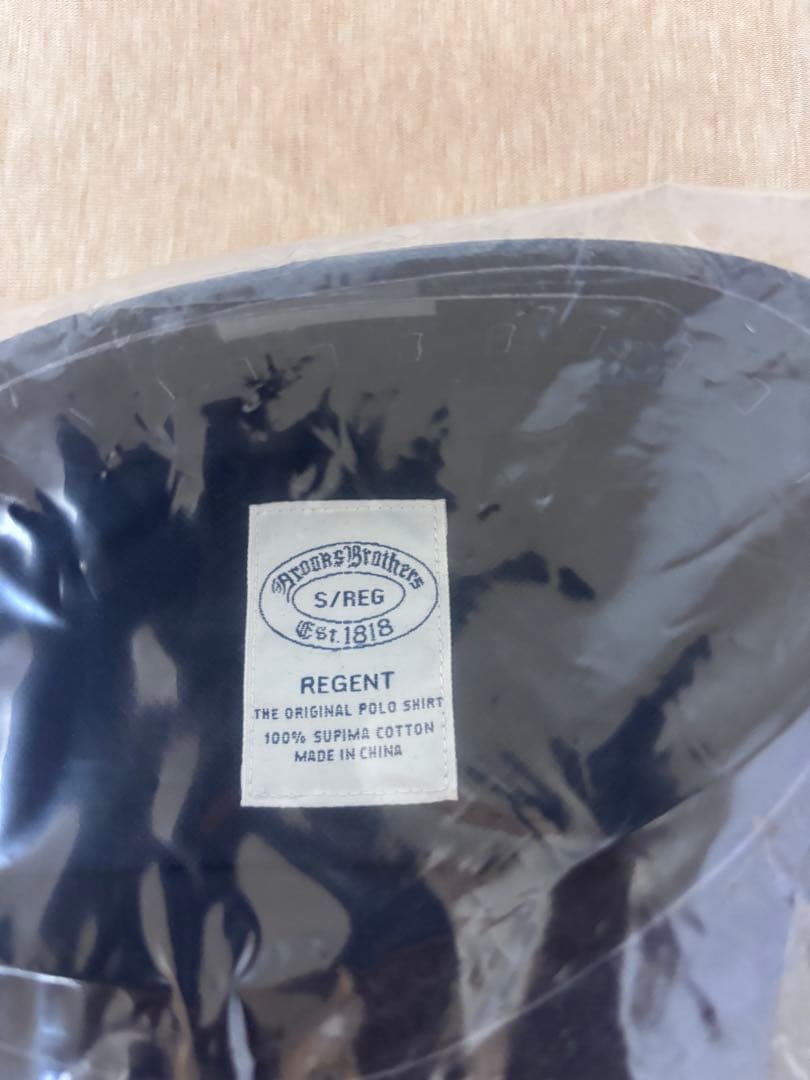 Brooks Brothers
S/REG
Est. 1818
REGENT
THE ORIGINAL POLO SHIRT
100% SUPIMA COTTON
MADE IN CHINA